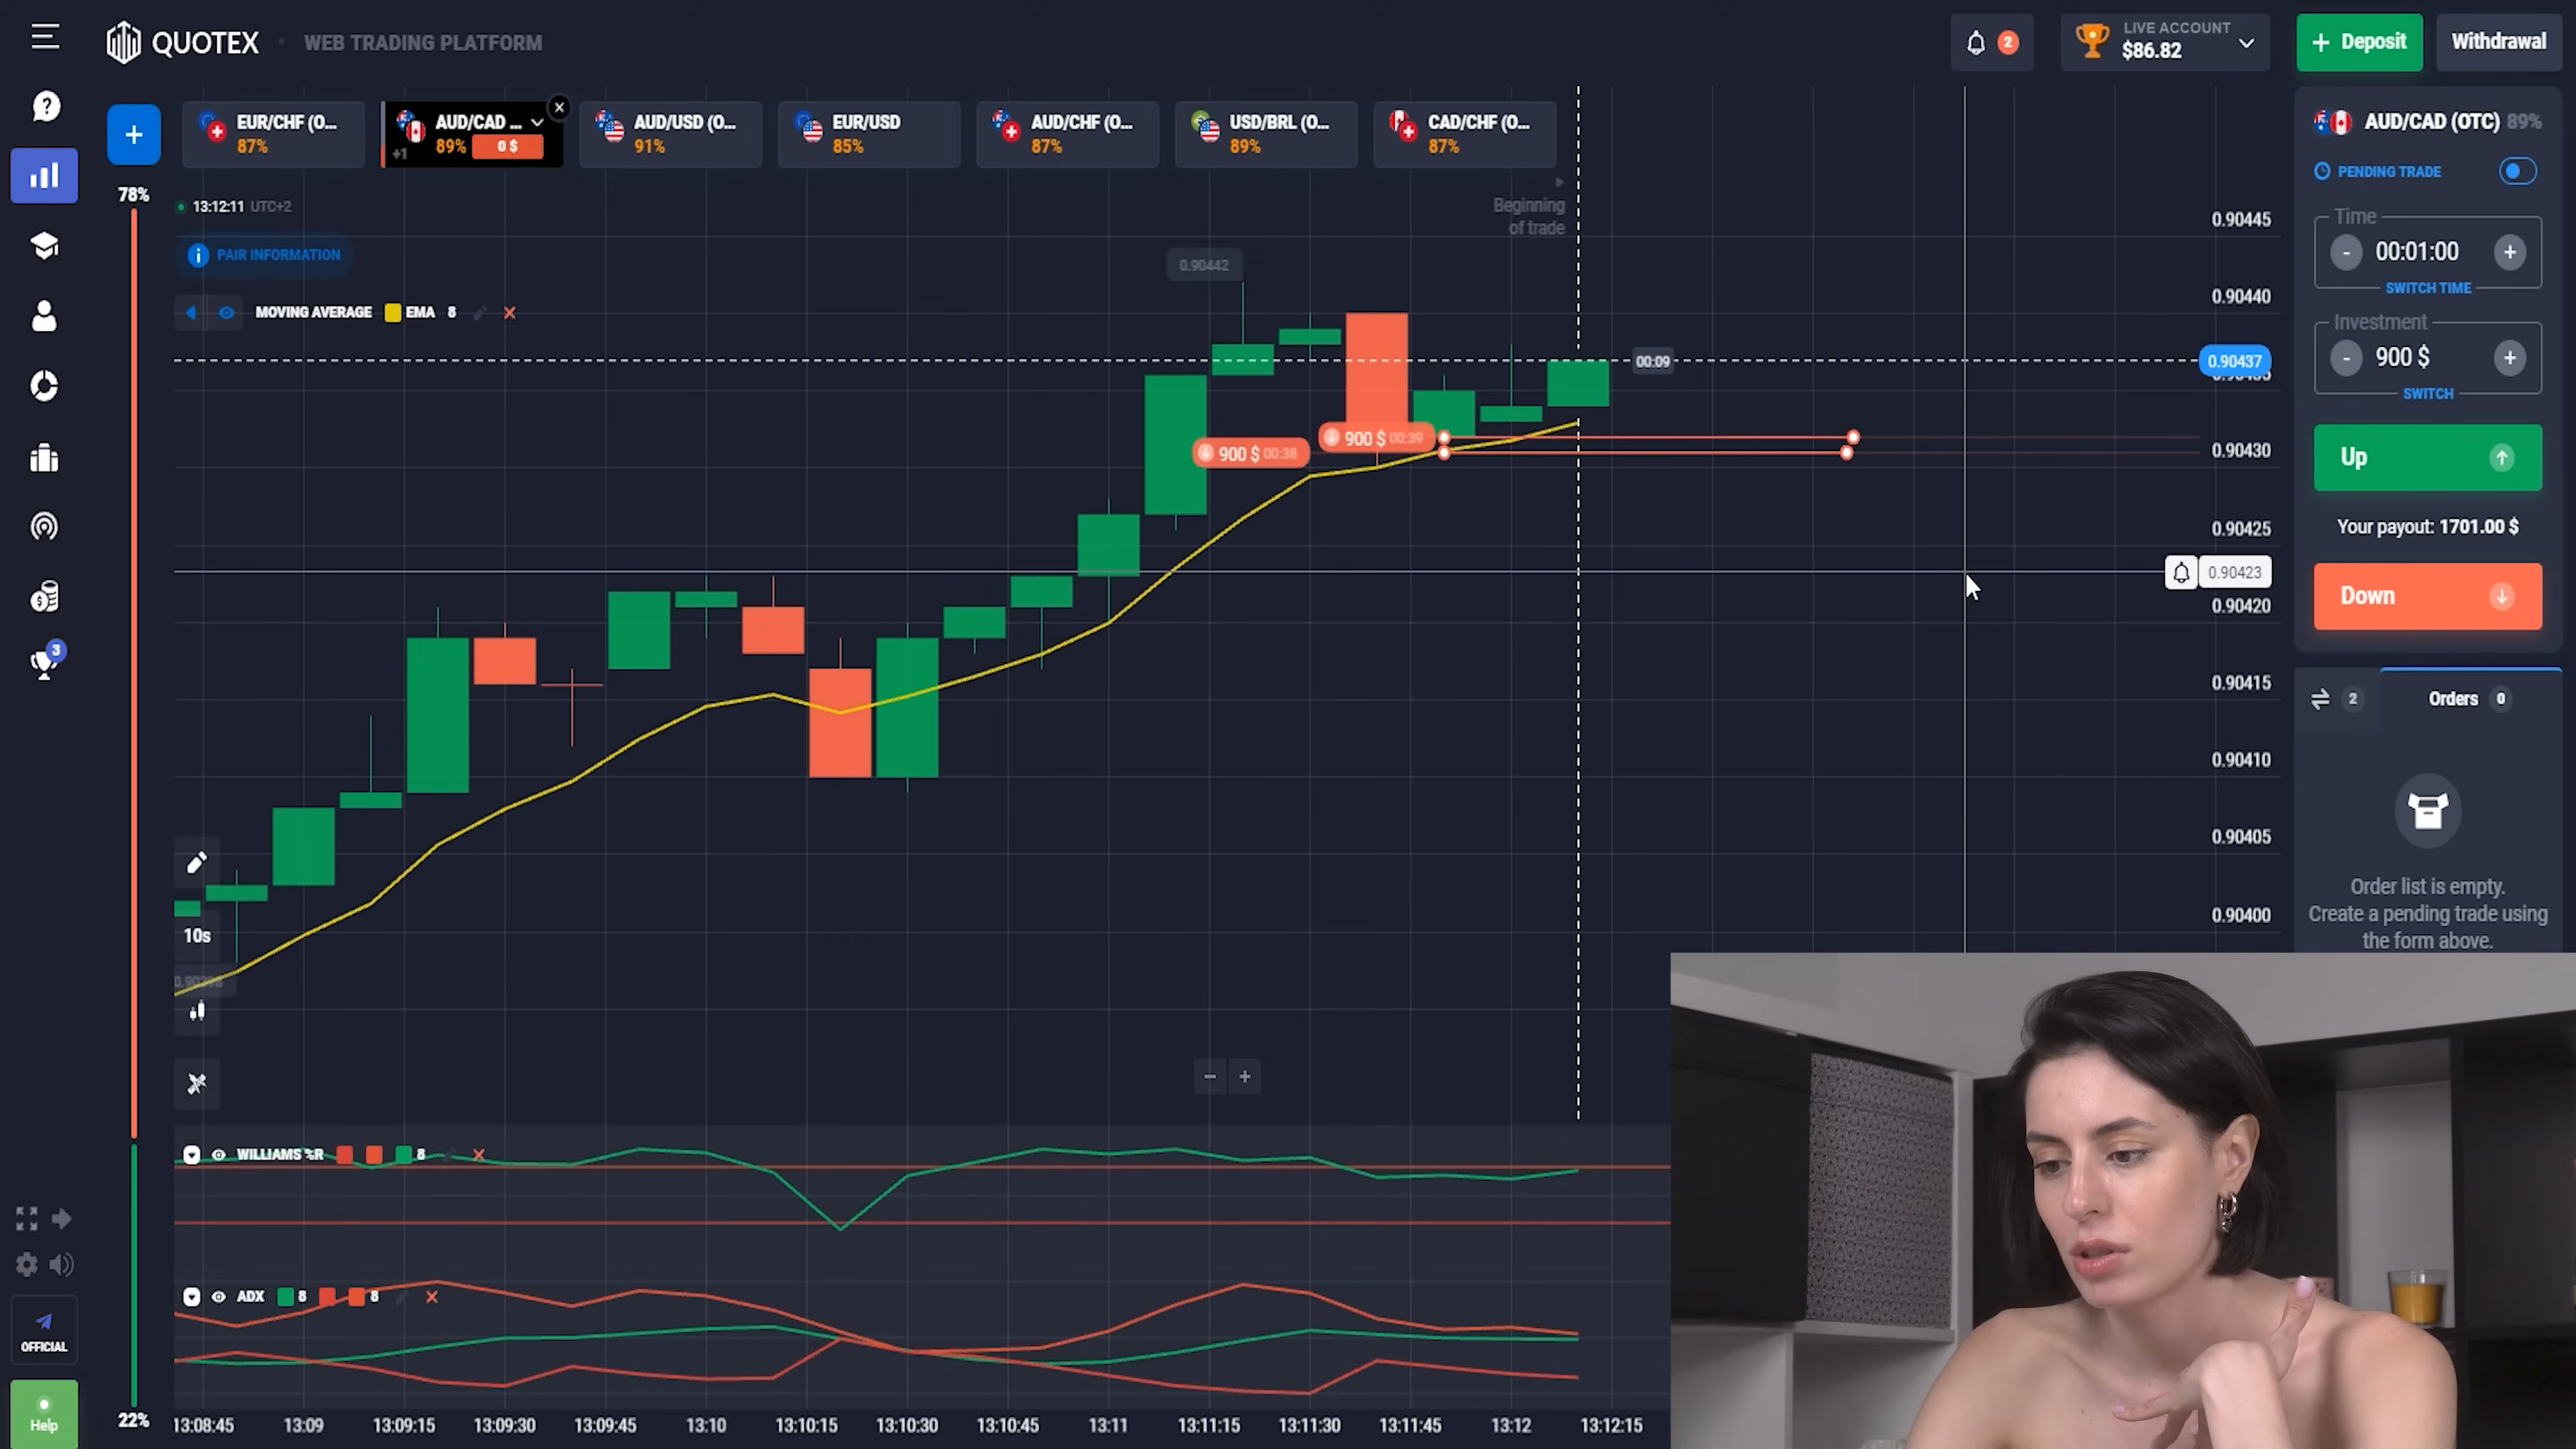 QUOTEX
WEB TRADING PLATFORM
2
LIVE ACCOUNT
$86.82
+ Deposit
Withdrawal
+
EUR/CHF (O...
87%
AUD/CAD ...
+1
89%
0 $
AUD/USD (O...
91%
EUR/USD
85%
AUD/CHF (O...
87%
USD/BRL (O...
89%
CAD/CHF (O...
87%
78%
13:12:11 UTC+2
Beginning
of trade
PAIR INFORMATION
0.90442
MOVING AVERAGE EMA 8
00:09
900 $ 00:39
900 $ 00:38
0.90445
0.90440
0.90437
0.90430
0.90425
0.90423
0.90420
0.90415
0.90410
0.90405
0.90400
AUD/CAD (OTC) 89%
PENDING TRADE
Time
- 00:01:00 +
SWITCH TIME
Investment
- 900 $ +
SWITCH
Up
Your payout: 1701.00 $
Down
2
Orders 0
Order list is empty.
Create a pending trade using
the form above.
3
10s
- +
WILLIAMS %R 8
ADX 8 8
OFFICIAL
Help
22%
13:08:45
13:09
13:09:15
13:09:30
13:09:45
13:10
13:10:15
13:10:30
13:10:45
13:11
13:11:15
13:11:30
13:11:45
13:12
13:12:15